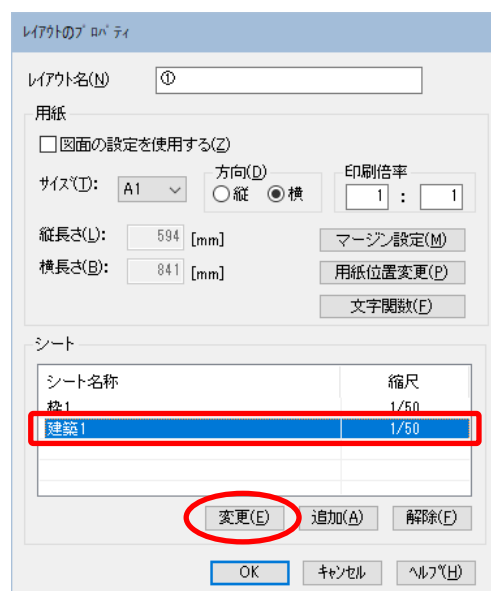 レイアウトのプロパティ
レイアウト名(N) ①
用紙
図面の設定を使用する(Z)
サイズ(T): A1 方向(D) 縦 横 印刷倍率 1 : 1
縦長さ(L): 594 [mm] マージン設定(M)
横長さ(B): 841 [mm] 用紙位置変更(P)
文字関数(F)
シート
シート名称 縮尺
枠1 1/50
建築1 1/50
変更(E) 追加(A) 解除(F)
OK キャンセル ヘルプ(H)